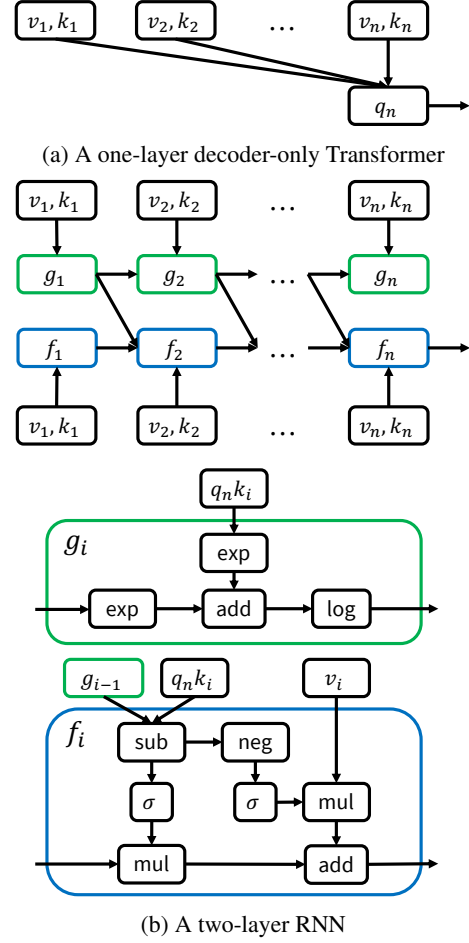 v₁, k₁ v₂, k₂ … vₙ, kₙ
qₙ
(a) A one-layer decoder-only Transformer
v₁, k₁ v₂, k₂ … vₙ, kₙ
g₁ g₂ … gₙ
f₁ f₂ … fₙ
v₁, k₁ v₂, k₂ … vₙ, kₙ
qₙkᵢ
gᵢ
exp
exp add log
gᵢ₋₁ qₙkᵢ vᵢ
fᵢ
sub neg
σ σ mul
mul add
(b) A two-layer RNN